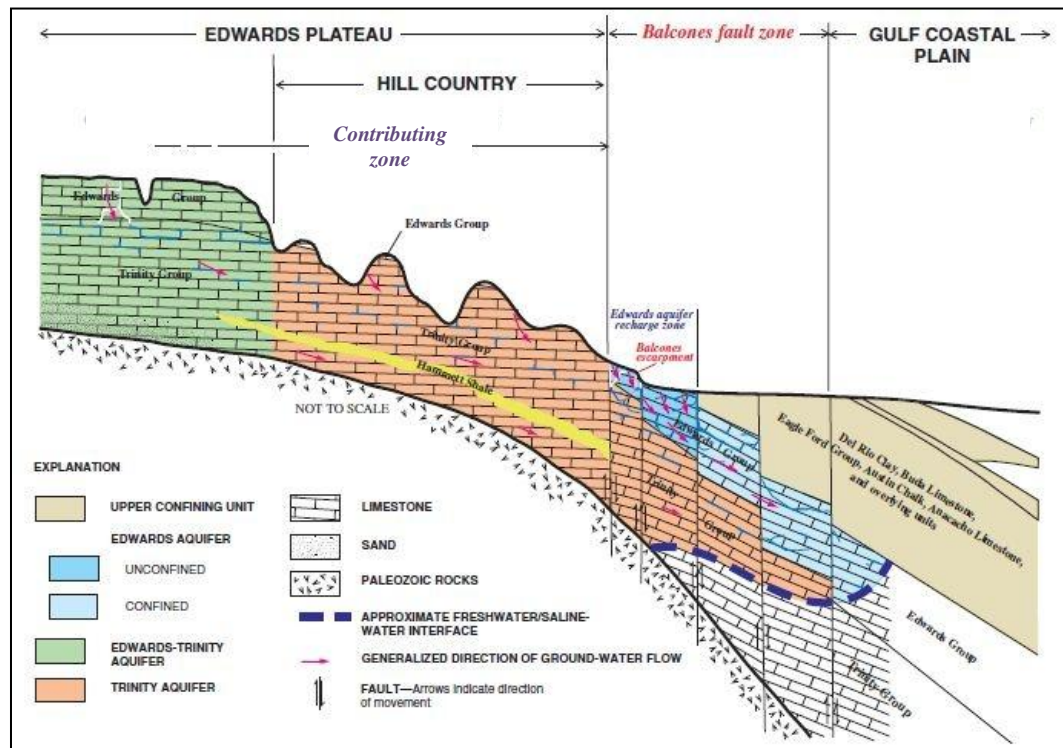 EDWARDS PLATEAU
Balcones fault zone
GULF COASTAL
PLAIN
HILL COUNTRY
Contributing
zone
Edwards Group
Edwards Group
Trinity Group
Trinity Group
Hammett Shale
NOT TO SCALE
Edwards aquifer
recharge zone
Balcones
escarpment
Edwards Group
Trinity Group
Del Rio Clay, Buda Limestone,
Eagle Ford Group, Austin Chalk, Anacacho Limestone,
and overlying units
Edwards Group
Trinity Group
EXPLANATION
UPPER CONFINING UNIT
EDWARDS AQUIFER
UNCONFINED
CONFINED
EDWARDS-TRINITY
AQUIFER
TRINITY AQUIFER
LIMESTONE
SAND
PALEOZOIC ROCKS
APPROXIMATE FRESHWATER/SALINE-
WATER INTERFACE
GENERALIZED DIRECTION OF GROUND-WATER FLOW
FAULT—Arrows indicate direction
of movement